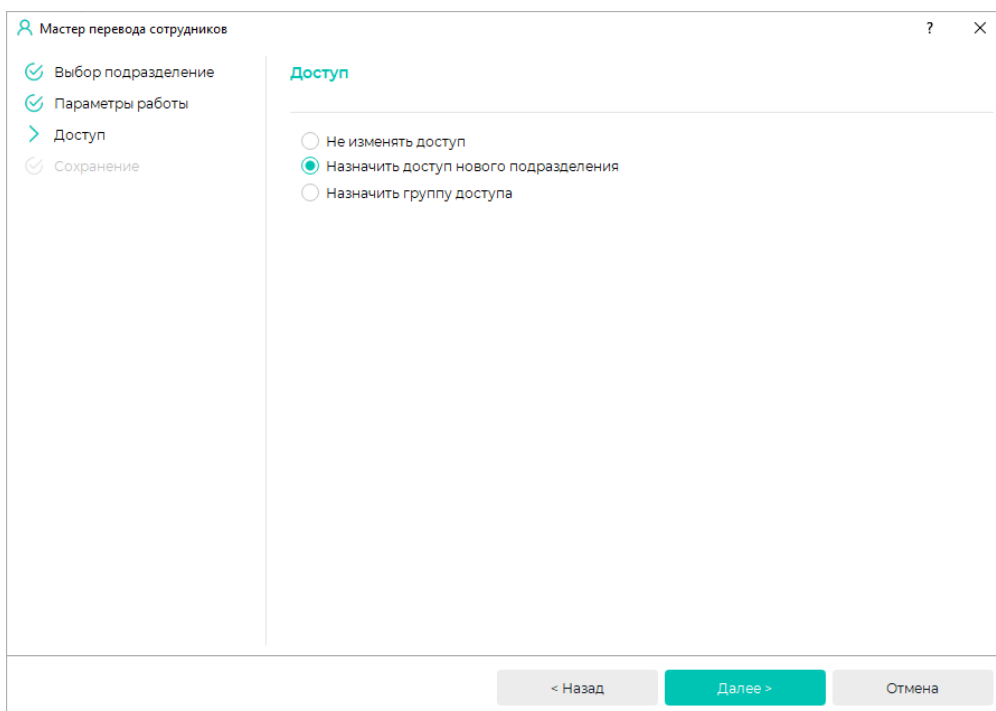 Мастер перевода сотрудников
?
Выбор подразделение
Параметры работы
Доступ
Сохранение
Доступ
Не изменять доступ
Назначить доступ нового подразделения
Назначить группу доступа
< Назад
Далее >
Отмена